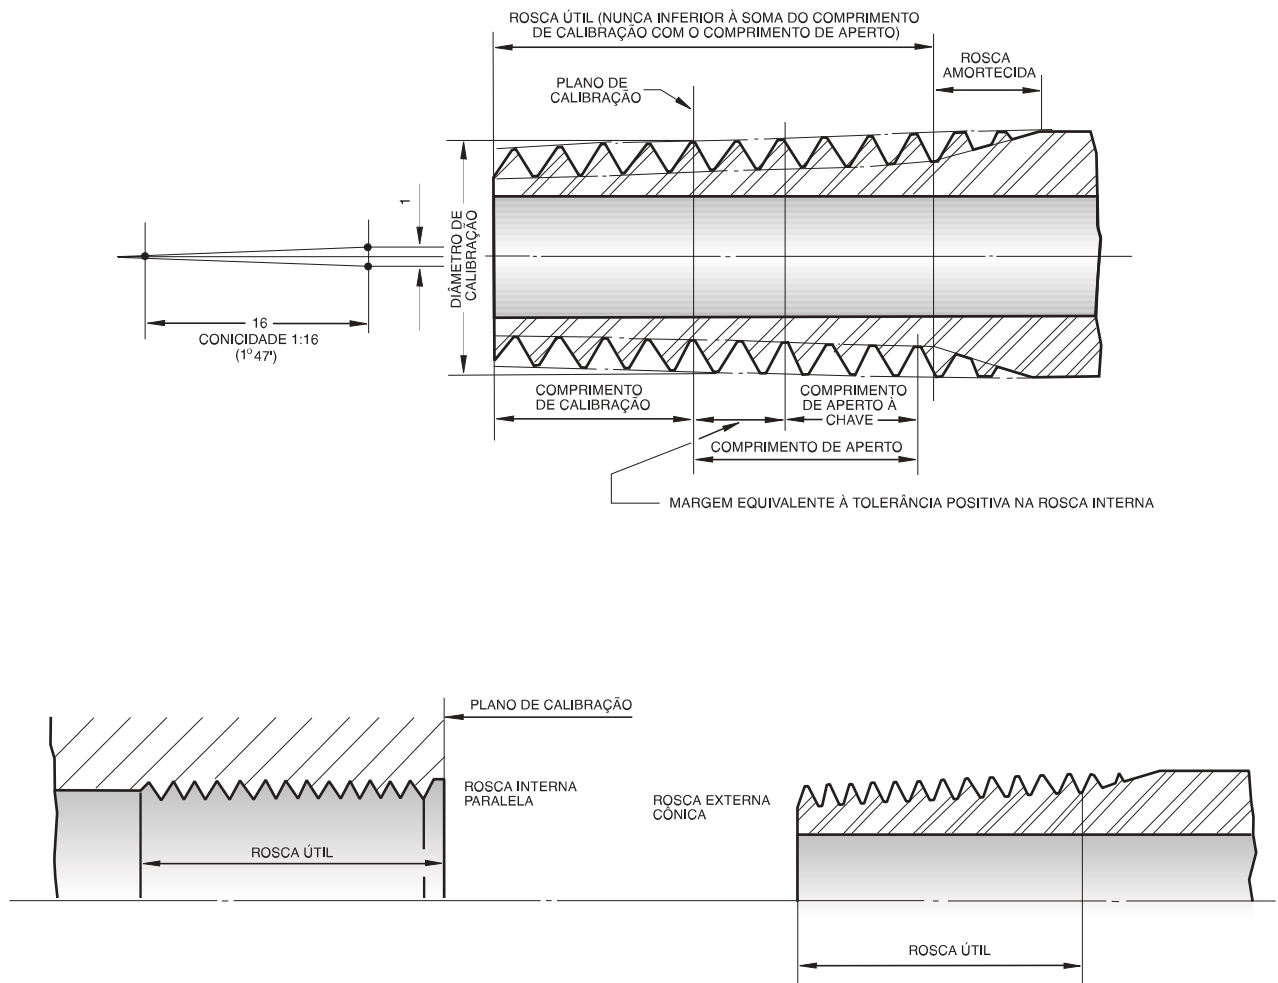 ROSCA ÚTIL (NUNCA INFERIOR À SOMA DO COMPRIMENTO
DE CALIBRAÇÃO COM O COMPRIMENTO DE APERTO)
ROSCA
AMORTECIDA
PLANO DE
CALIBRAÇÃO
1
DIÂMETRO DE
CALIBRAÇÃO
16
CONICIDADE 1:16
(1º 47')
COMPRIMENTO
DE CALIBRAÇÃO
COMPRIMENTO
DE APERTO À
CHAVE
COMPRIMENTO DE APERTO
MARGEM EQUIVALENTE À TOLERÂNCIA POSITIVA NA ROSCA INTERNA
PLANO DE CALIBRAÇÃO
ROSCA INTERNA
PARALELA
ROSCA EXTERNA
CÔNICA
ROSCA ÚTIL
ROSCA ÚTIL